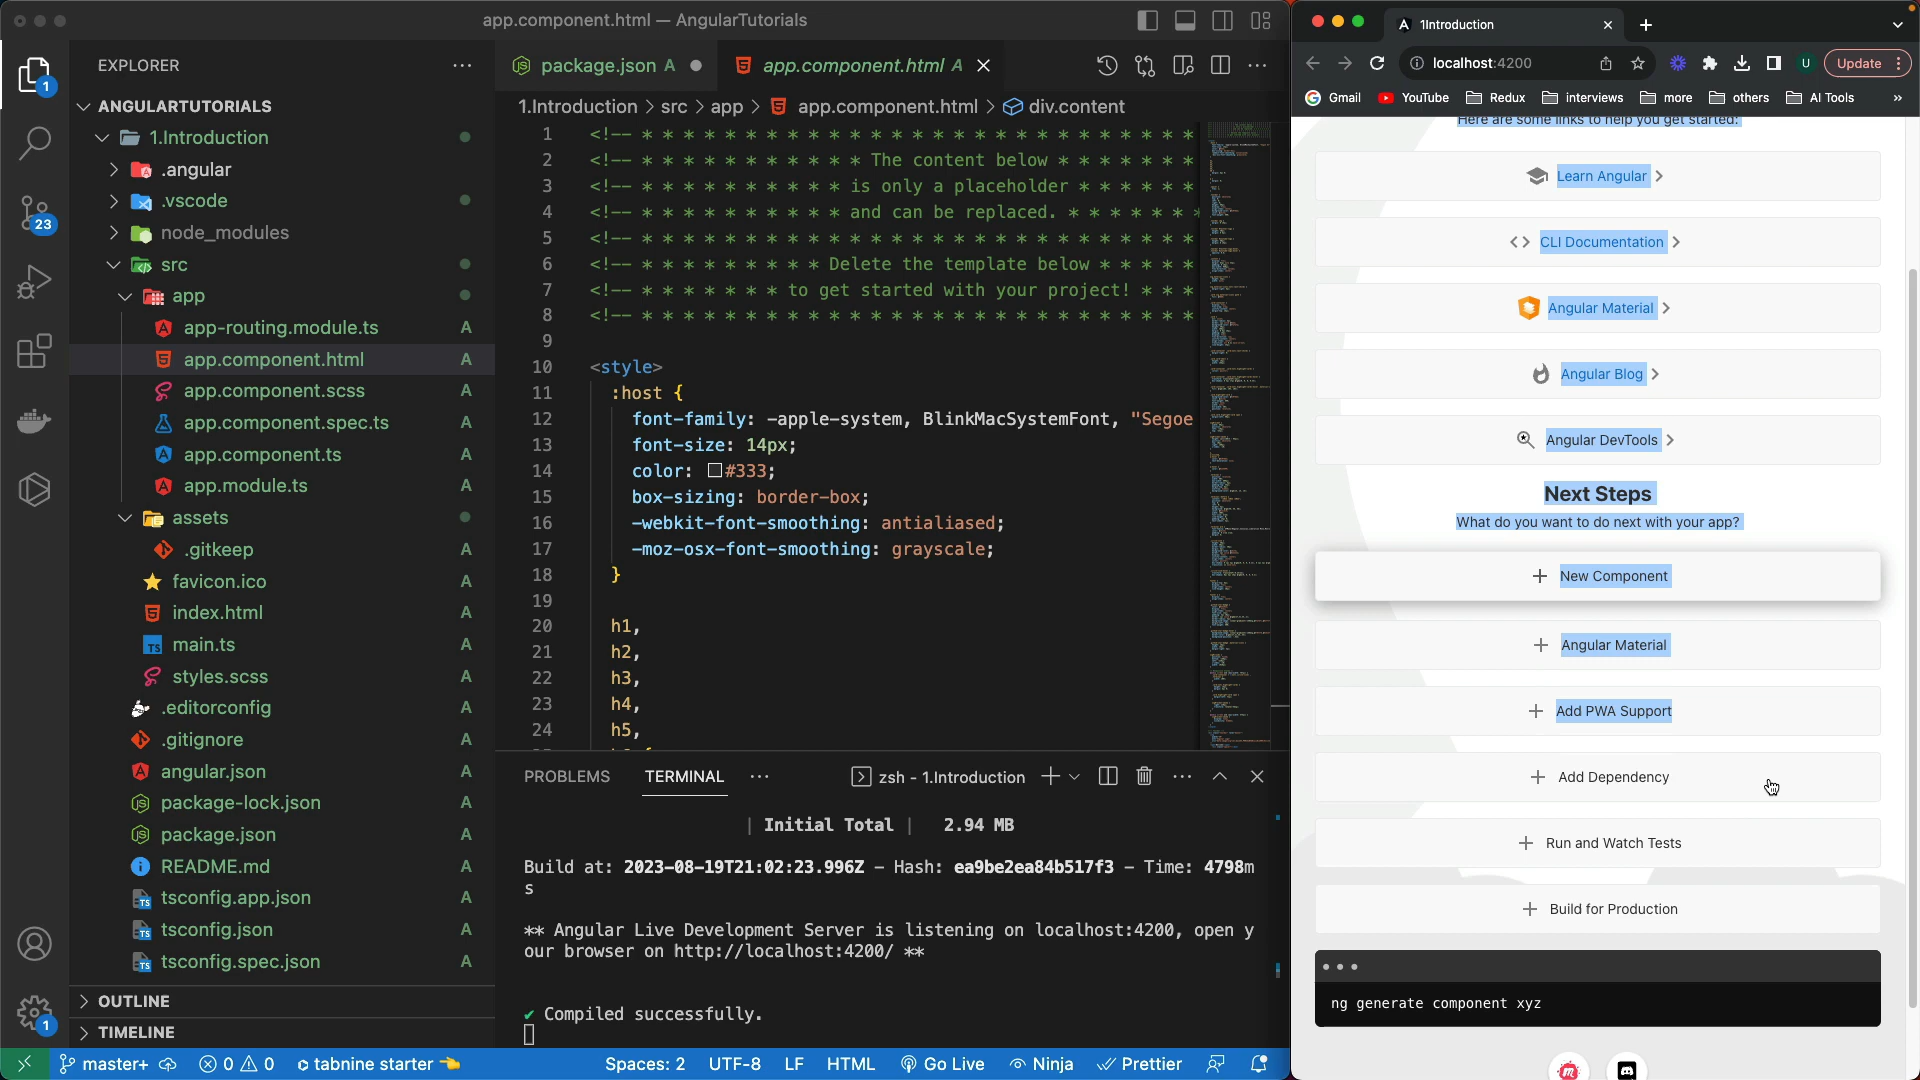 app.component.html — AngularTutorials
EXPLORER
ANGULARTUTORIALS
1.Introduction
.angular
.vscode
node_modules
src
app
app-routing.module.ts A
app.component.html A
app.component.scss A
app.component.spec.ts A
app.component.ts A
app.module.ts A
assets
.gitkeep A
favicon.ico A
index.html A
main.ts A
styles.scss A
.editorconfig A
.gitignore A
angular.json A
package-lock.json A
package.json A
README.md A
tsconfig.app.json A
tsconfig.json A
tsconfig.spec.json A
OUTLINE
TIMELINE
1
23
1
package.json A
app.component.html A
1.Introduction > src > app > app.component.html > div.content
1 <!-- * * * * * * * * * * * * * * * * * * * * * * * * * * *
2 <!-- * * * * * * * * * * * The content below * * * * * * *
3 <!-- * * * * * * * * * * is only a placeholder * * * * * *
4 <!-- * * * * * * * * * * and can be replaced. * * * * * * *
5 <!-- * * * * * * * * * * * * * * * * * * * * * * * * * * *
6 <!-- * * * * * * * * * Delete the template below * * * * *
7 <!-- * * * * * * * to get started with your project! * * *
8 <!-- * * * * * * * * * * * * * * * * * * * * * * * * * * *
9
10 <style>
11 :host {
12 font-family: -apple-system, BlinkMacSystemFont, "Segoe
13 font-size: 14px;
14 color: #333;
15 box-sizing: border-box;
16 -webkit-font-smoothing: antialiased;
17 -moz-osx-font-smoothing: grayscale;
18 }
19
20 h1,
21 h2,
22 h3,
23 h4,
24 h5,
PROBLEMS TERMINAL zsh - 1.Introduction
| Initial Total | 2.94 MB
Build at: 2023-08-19T21:02:23.996Z - Hash: ea9be2ea84b517f3 - Time: 4798m
s
** Angular Live Development Server is listening on localhost:4200, open y
our browser on http://localhost:4200/ **
✔ Compiled successfully.
master+ 0 0 tabnine starter Spaces: 2 UTF-8 LF HTML Go Live Ninja Prettier
1Introduction
localhost:4200 U Update
Gmail YouTube Redux interviews more others AI Tools »
Here are some links to help you get started:
Learn Angular
CLI Documentation
Angular Material
Angular Blog
Angular DevTools
Next Steps
What do you want to do next with your app?
New Component
Angular Material
Add PWA Support
Add Dependency
Run and Watch Tests
Build for Production
ng generate component xyz